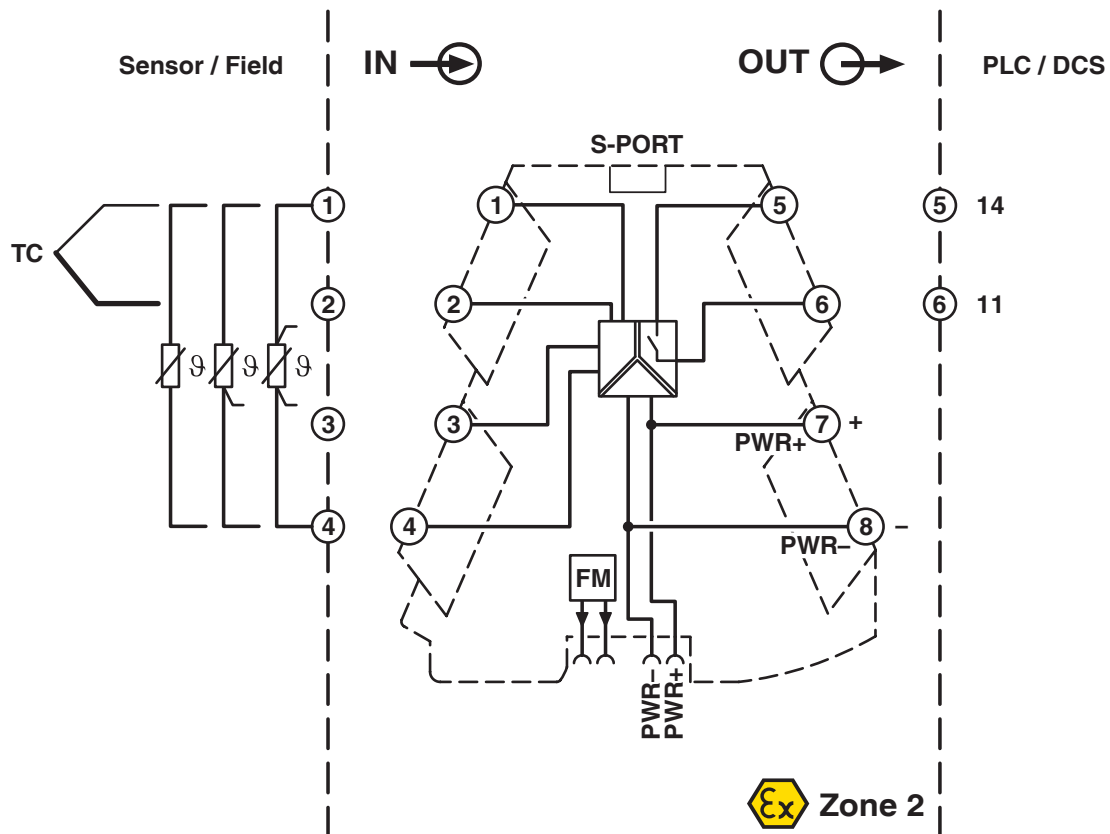 Sensor / Field
IN
OUT
PLC / DCS
S-PORT
1
1
5
5
14
TC
2
2
6
6
11
ϑ
ϑ
ϑ
3
3
7
+
PWR+
4
4
8
–
PWR–
FM
PWR–
PWR+
Ex
Zone 2